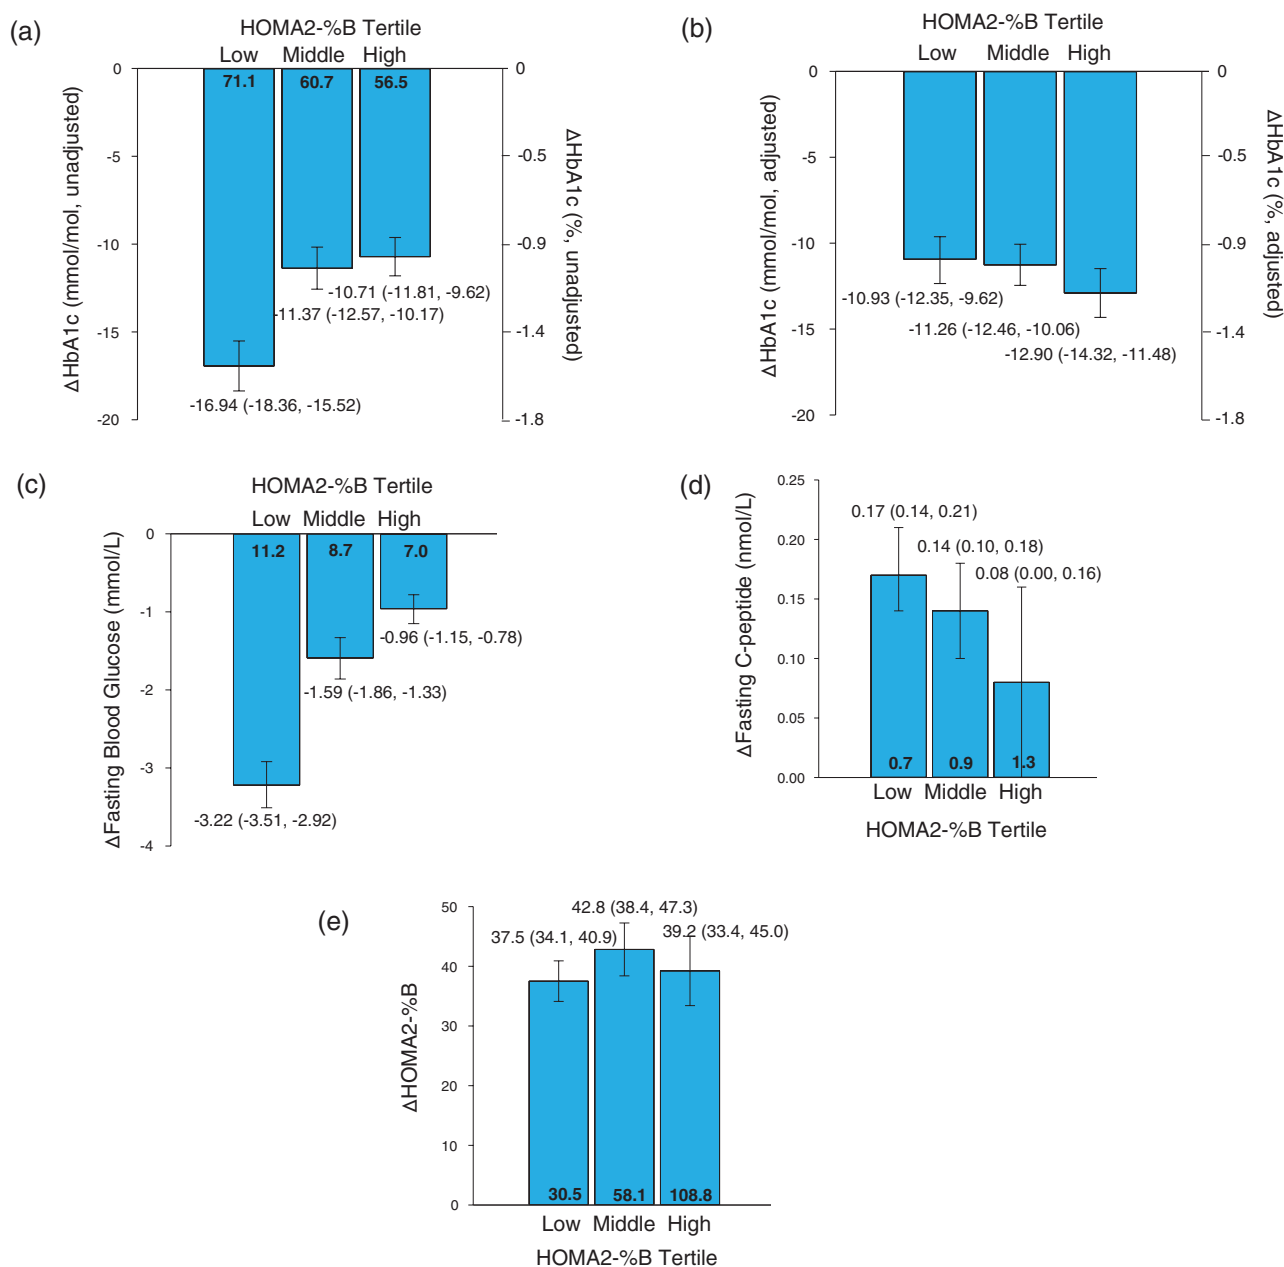 (a)
HOMA2-%B Tertile
Low Middle High
ΔHbA1c (mmol/mol, unadjusted)
0
-5
-10
-15
-20
71.1 60.7 56.5
-10.71 (-11.81, -9.62)
-11.37 (-12.57, -10.17)
-16.94 (-18.36, -15.52)
0
-0.5
-0.9
-1.4
-1.8
ΔHbA1c (%, unadjusted)
(b)
HOMA2-%B Tertile
Low Middle High
ΔHbA1c (mmol/mol, adjusted)
0
-5
-10
-15
-20
-10.93 (-12.35, -9.62)
-11.26 (-12.46, -10.06)
-12.90 (-14.32, -11.48)
0
-0.5
-0.9
-1.4
-1.8
ΔHbA1c (%, adjusted)
(c)
HOMA2-%B Tertile
Low Middle High
ΔFasting Blood Glucose (mmol/L)
0
-1
-2
-3
-4
11.2 8.7 7.0
-0.96 (-1.15, -0.78)
-1.59 (-1.86, -1.33)
-3.22 (-3.51, -2.92)
(d)
ΔFasting C-peptide (nmol/L)
0.25
0.20
0.15
0.10
0.05
0.00
0.17 (0.14, 0.21)
0.14 (0.10, 0.18)
0.08 (0.00, 0.16)
0.7 0.9 1.3
Low Middle High
HOMA2-%B Tertile
(e)
ΔHOMA2-%B
50
40
30
20
10
0
42.8 (38.4, 47.3)
37.5 (34.1, 40.9)
39.2 (33.4, 45.0)
30.5 58.1 108.8
Low Middle High
HOMA2-%B Tertile